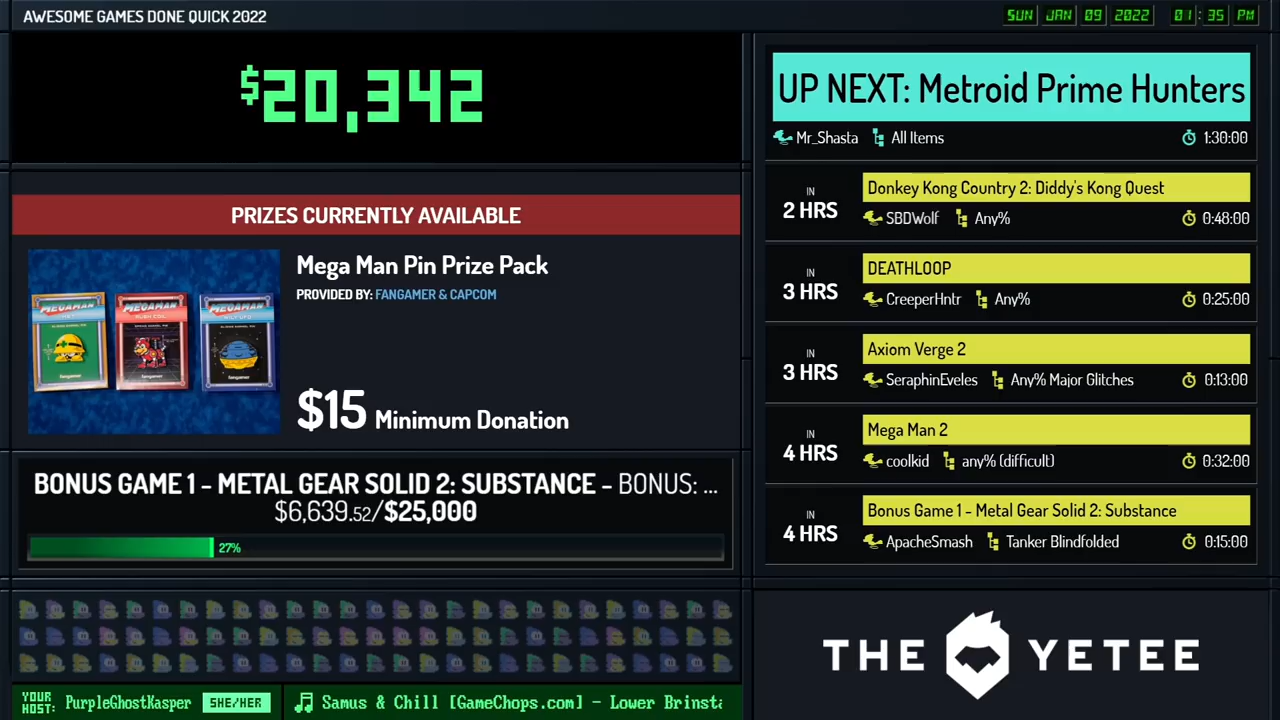 AWESOME GAMES DONE QUICK 2022
SUN JAN 09 2022 01:35 PM
$20,342
PRIZES CURRENTLY AVAILABLE
MEGAMAN MEGAMAN MEGAMAN
fangamer fangamer fangamer
Mega Man Pin Prize Pack
PROVIDED BY: FANGAMER & CAPCOM
$15 Minimum Donation
BONUS GAME 1 - METAL GEAR SOLID 2: SUBSTANCE - BONUS: ...
$6,639.52/$25,000
27%
YOUR HOST: PurpleGhostKasper SHE/HER
Samus & Chill [GameChops.com] - Lower Brinsta
UP NEXT: Metroid Prime Hunters
Mr_Shasta All Items 1:30:00
IN 2 HRS
Donkey Kong Country 2: Diddy's Kong Quest
SBDWolf Any% 0:48:00
IN 3 HRS
DEATHLOOP
CreeperHntr Any% 0:25:00
IN 3 HRS
Axiom Verge 2
SeraphinEveles Any% Major Glitches 0:13:00
IN 4 HRS
Mega Man 2
coolkid any% (difficult) 0:32:00
IN 4 HRS
Bonus Game 1 - Metal Gear Solid 2: Substance
ApacheSmash Tanker Blindfolded 0:15:00
THE YETEE